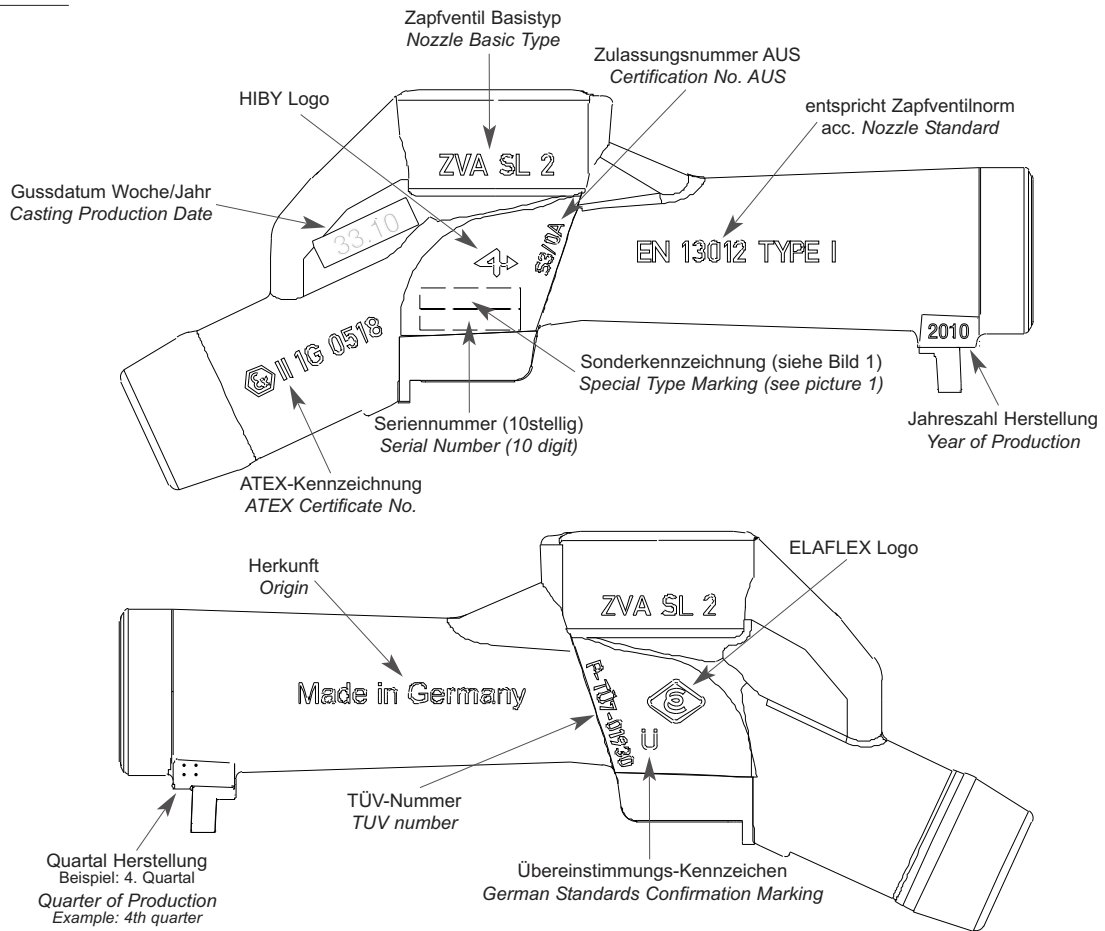 Zapfventil Basistyp
Nozzle Basic Type
Zulassungsnummer AUS
Certification No. AUS
HIBY Logo
entspricht Zapfventilnorm
acc. Nozzle Standard
ZVA SL 2
Gussdatum Woche/Jahr
Casting Production Date
33.10
S3/0A
EN 13012 TYPE I
II 1G 0518
2010
Sonderkennzeichnung (siehe Bild 1)
Special Type Marking (see picture 1)
Seriennummer (10stellig)
Serial Number (10 digit)
Jahreszahl Herstellung
Year of Production
ATEX-Kennzeichnung
ATEX Certificate No.
Herkunft
Origin
ELAFLEX Logo
ZVA SL 2
Made in Germany
P-TÜ7-01930
Ü
TÜV-Nummer
TUV number
Quartal Herstellung
Beispiel: 4. Quartal
Quarter of Production
Example: 4th quarter
Übereinstimmungs-Kennzeichen
German Standards Confirmation Marking